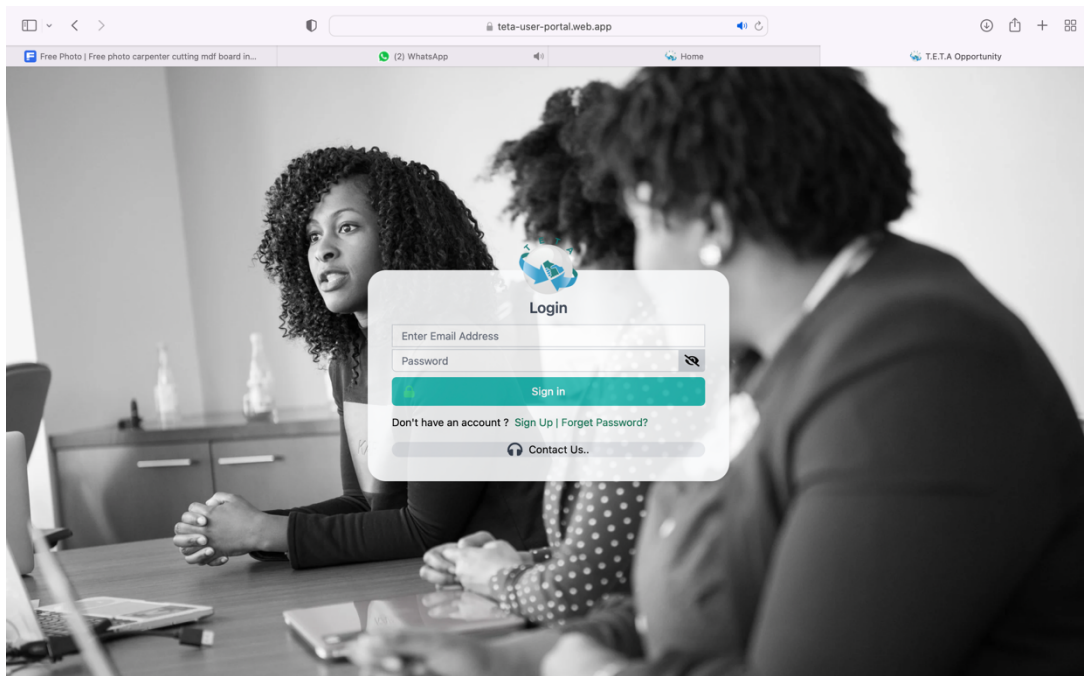 teta-user-portal.web.app
Free Photo | Free photo carpenter cutting mdf board in...
(2) WhatsApp
Home
T.E.T.A Opportunity
T E T A
Login
Enter Email Address
Password
Sign in
Don't have an account ? Sign Up | Forget Password?
Contact Us..